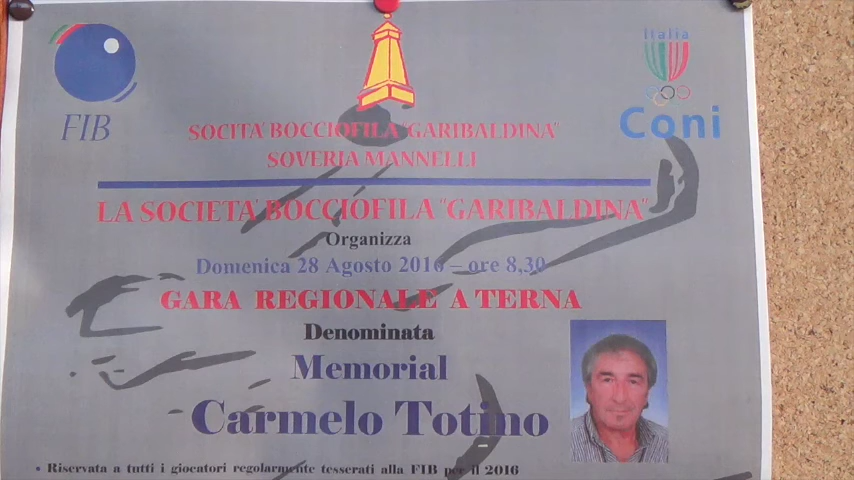 FIB
italia
Coni
SOCITA' BOCCIOFILA "GARIBALDINA"
SOVERIA MANNELLI
LA SOCIETA' BOCCIOFILA "GARIBALDINA"
Organizza
Domenica 28 Agosto 2016 – ore 8,30
GARA REGIONALE A TERNA
Denominata
Memorial
Carmelo Totino
• Riservata a tutti i giocatori regolarmente tesserati alla FIB per il 2016